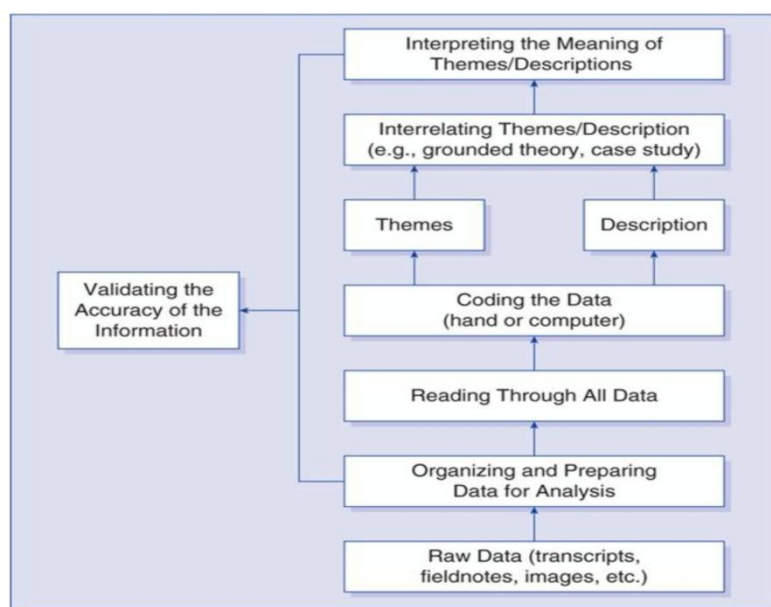 Interpreting the Meaning of
Themes/Descriptions
Interrelating Themes/Description
(e.g., grounded theory, case study)
Themes
Description
Validating the
Accuracy of the
Information
Coding the Data
(hand or computer)
Reading Through All Data
Organizing and Preparing
Data for Analysis
Raw Data (transcripts,
fieldnotes, images, etc.)